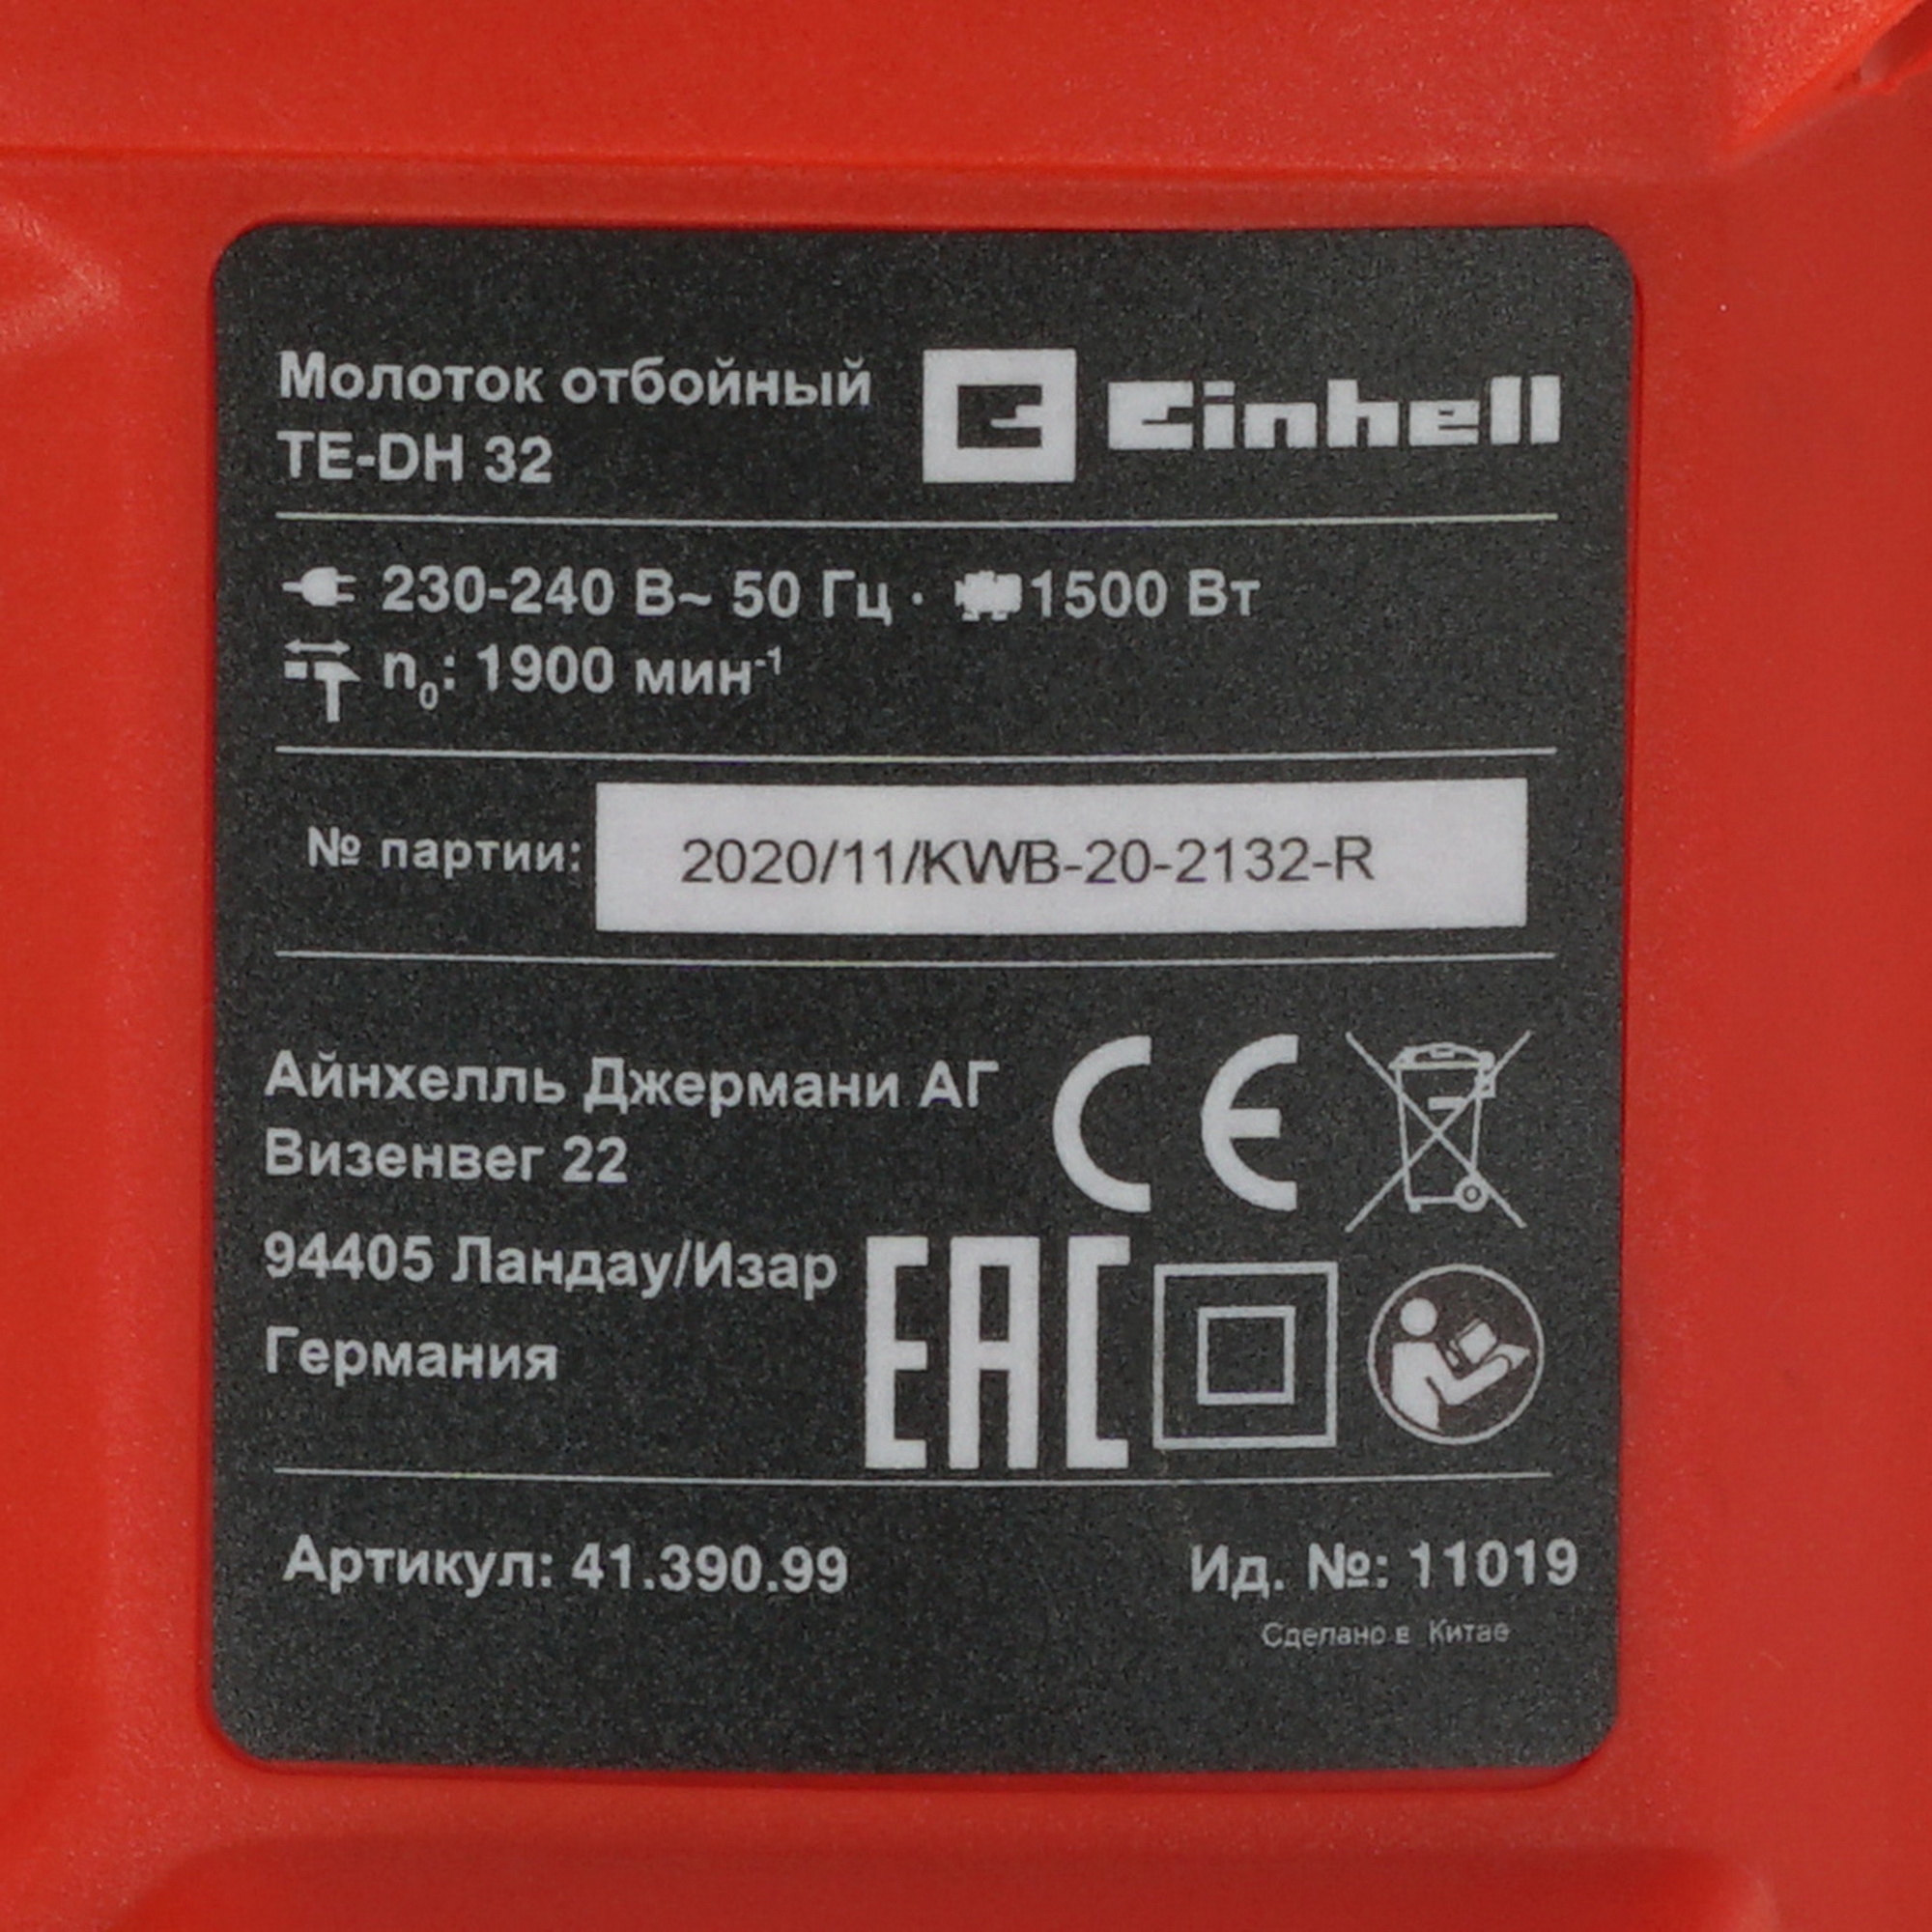 Молоток отбойный
TE-DH 32
Einhell
230-240 В~ 50 Гц · 1500 Вт
n₀: 1900 мин⁻¹
№ партии: 2020/11/KWB-20-2132-R
Айнхелль Джермани АГ
Визенвег 22
CE
94405 Ландау/Изар
Германия
EAC
Артикул: 41.390.99 Ид. №: 11019
Сделано в Китае